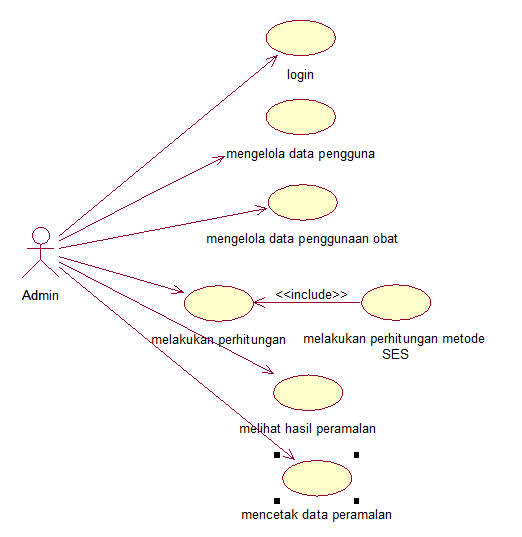 login
mengelola data pengguna
mengelola data penggunaan obat
Admin
<<include>>
melakukan perhitungan
melakukan perhitungan metode
SES
melihat hasil peramalan
mencetak data peramalan